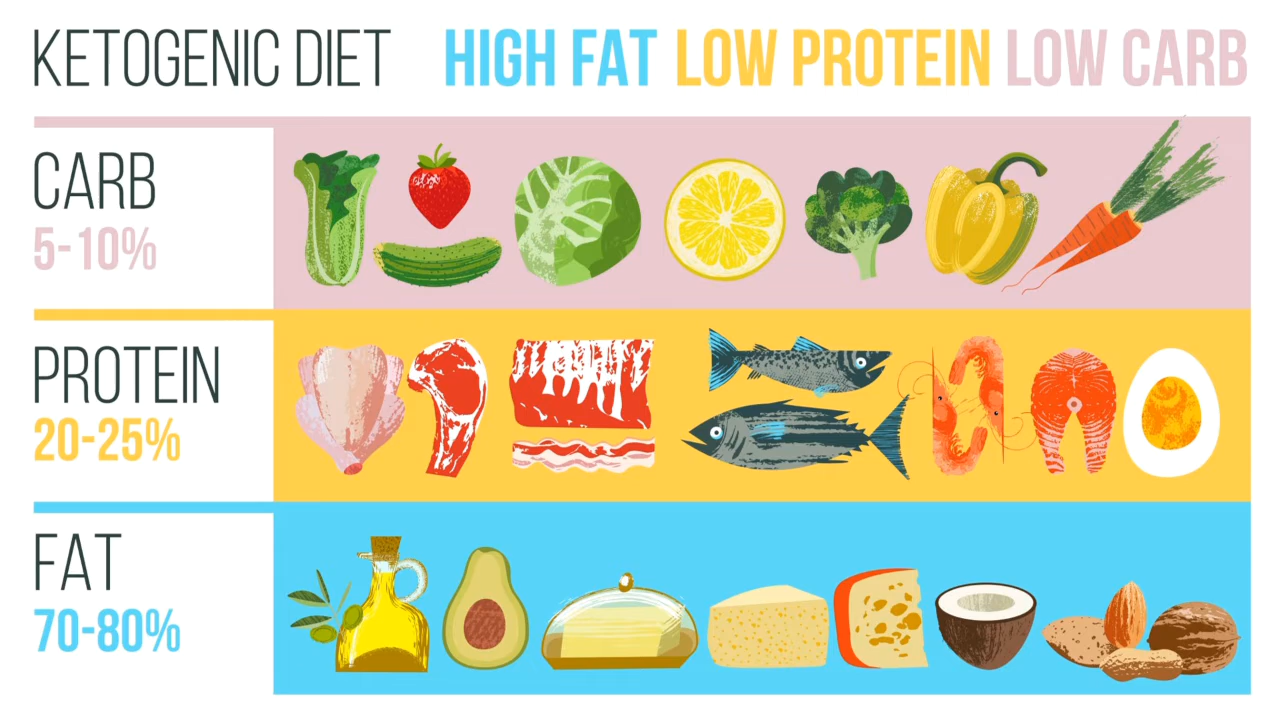 KETOGENIC DIET HIGH FAT LOW PROTEIN LOW CARB
CARB
5-10%
PROTEIN
20-25%
FAT
70-80%